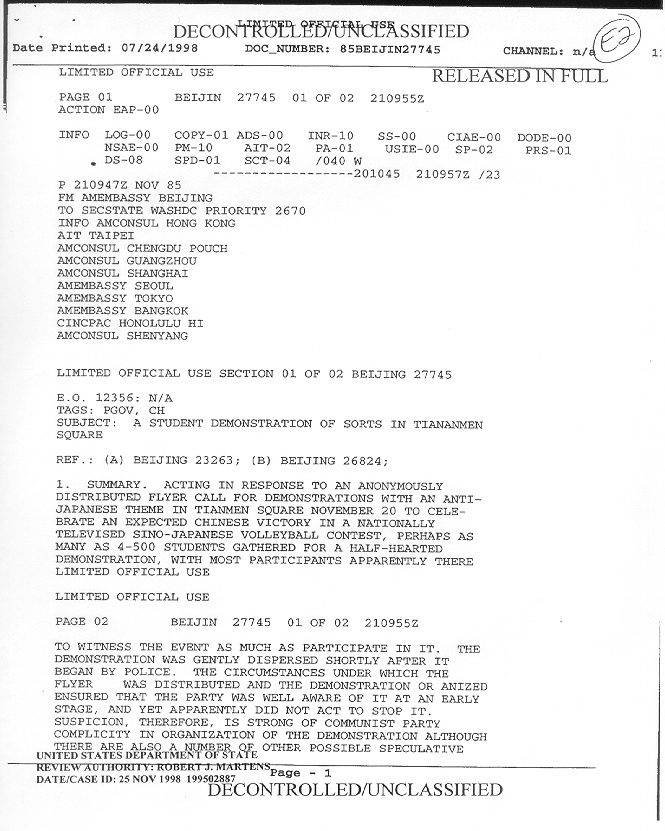 LIMITED OFFICIAL USE
DECONTROLLED/UNCLASSIFIED
Date Printed: 07/24/1998 DOC_NUMBER: 85BEIJIN27745 CHANNEL: n/a
E2
1:
LIMITED OFFICIAL USE
RELEASED IN FULL
PAGE 01 BEIJIN 27745 01 OF 02 210955Z
ACTION EAP-00
INFO LOG-00 COPY-01 ADS-00 INR-10 SS-00 CIAE-00 DODE-00
NSAE-00 PM-10 AIT-02 PA-01 USIE-00 SP-02 PRS-01
DS-08 SPD-01 SCT-04 /040 W
------------------201045 210957Z /23
P 210947Z NOV 85
FM AMEMBASSY BEIJING
TO SECSTATE WASHDC PRIORITY 2670
INFO AMCONSUL HONG KONG
AIT TAIPEI
AMCONSUL CHENGDU POUCH
AMCONSUL GUANGZHOU
AMCONSUL SHANGHAI
AMEMBASSY SEOUL
AMEMBASSY TOKYO
AMEMBASSY BANGKOK
CINCPAC HONOLULU HI
AMCONSUL SHENYANG
LIMITED OFFICIAL USE SECTION 01 OF 02 BEIJING 27745
E.O. 12356: N/A
TAGS: PGOV, CH
SUBJECT: A STUDENT DEMONSTRATION OF SORTS IN TIANANMEN
SQUARE
REF.: (A) BEIJING 23263; (B) BEIJING 26824;
1. SUMMARY. ACTING IN RESPONSE TO AN ANONYMOUSLY
DISTRIBUTED FLYER CALL FOR DEMONSTRATIONS WITH AN ANTI-
JAPANESE THEME IN TIANMEN SQUARE NOVEMBER 20 TO CELE-
BRATE AN EXPECTED CHINESE VICTORY IN A NATIONALLY
TELEVISED SINO-JAPANESE VOLLEYBALL CONTEST, PERHAPS AS
MANY AS 4-500 STUDENTS GATHERED FOR A HALF-HEARTED
DEMONSTRATION, WITH MOST PARTICIPANTS APPARENTLY THERE
LIMITED OFFICIAL USE
LIMITED OFFICIAL USE
PAGE 02 BEIJIN 27745 01 OF 02 210955Z
TO WITNESS THE EVENT AS MUCH AS PARTICIPATE IN IT. THE
DEMONSTRATION WAS GENTLY DISPERSED SHORTLY AFTER IT
BEGAN BY POLICE. THE CIRCUMSTANCES UNDER WHICH THE
FLYER WAS DISTRIBUTED AND THE DEMONSTRATION OR ANIZED
ENSURED THAT THE PARTY WAS WELL AWARE OF IT AT AN EARLY
STAGE, AND YET APPARENTLY DID NOT ACT TO STOP IT.
SUSPICION, THEREFORE, IS STRONG OF COMMUNIST PARTY
COMPLICITY IN ORGANIZATION OF THE DEMONSTRATION ALTHOUGH
THERE ARE ALSO A NUMBER OF OTHER POSSIBLE SPECULATIVE
UNITED STATES DEPARTMENT OF STATE
REVIEW AUTHORITY: ROBERT J. MARTENS
Page - 1
DATE/CASE ID: 25 NOV 1998 199502887
DECONTROLLED/UNCLASSIFIED